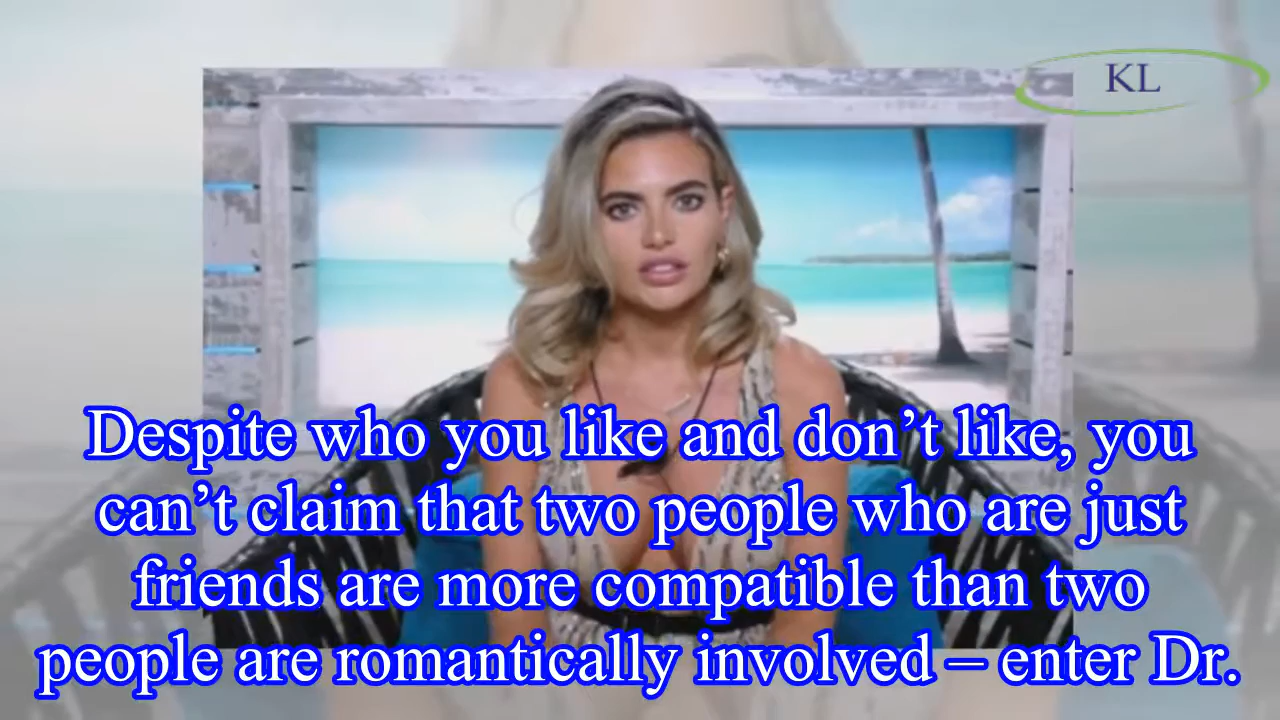 KL
Despite who you like and don’t like, you
can’t claim that two people who are just
friends are more compatible than two
people are romantically involved – enter Dr.